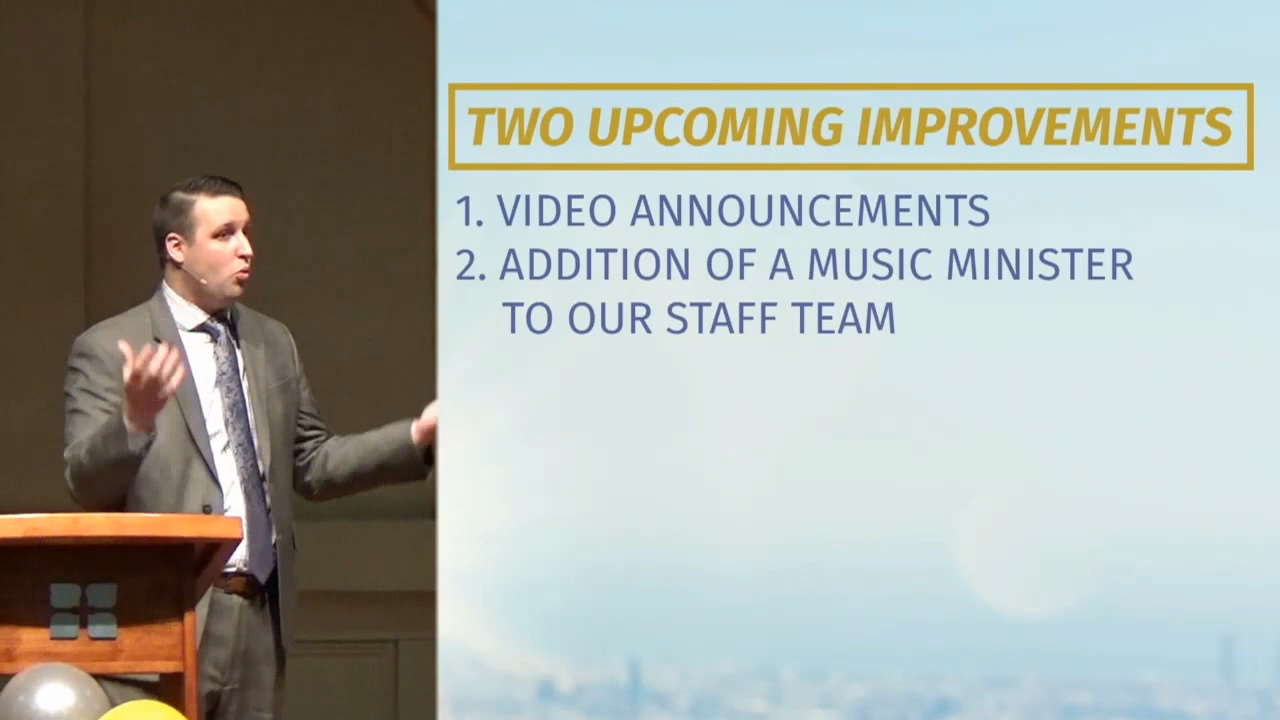 TWO UPCOMING IMPROVEMENTS
1. VIDEO ANNOUNCEMENTS
2. ADDITION OF A MUSIC MINISTER
TO OUR STAFF TEAM